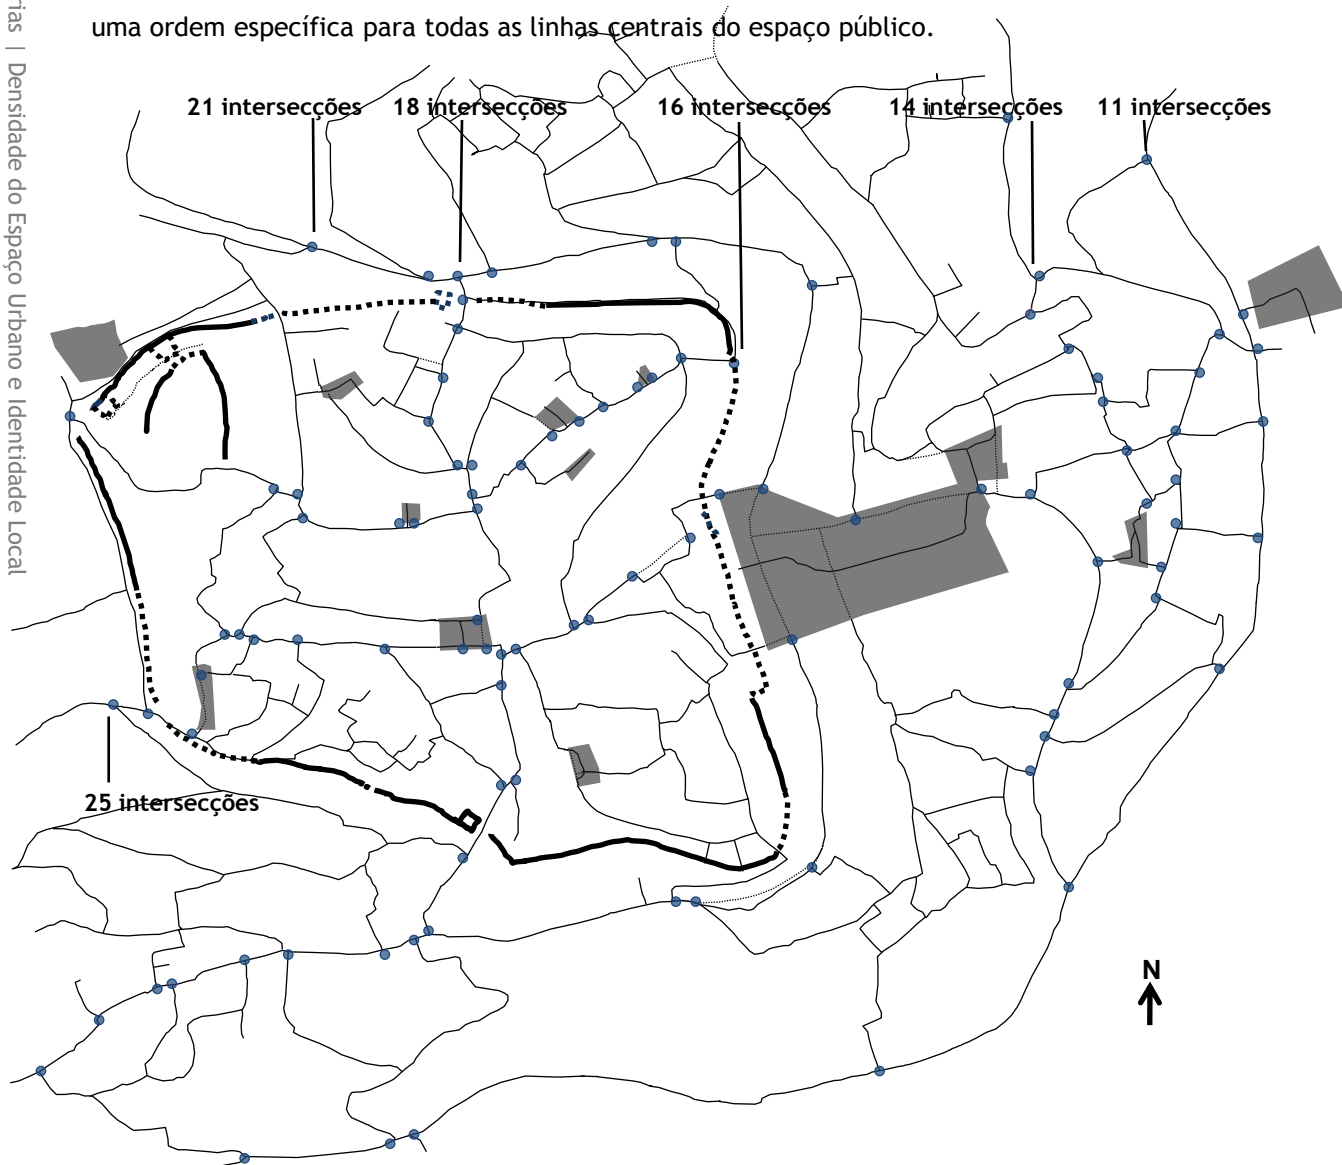 uma ordem específica para todas as linhas centrais do espaço público.
21 intersecções 18 intersecções 16 intersecções 14 intersecções 11 intersecções
25 intersecções
N
| Densidade do Espaço Urbano e Identidade Local